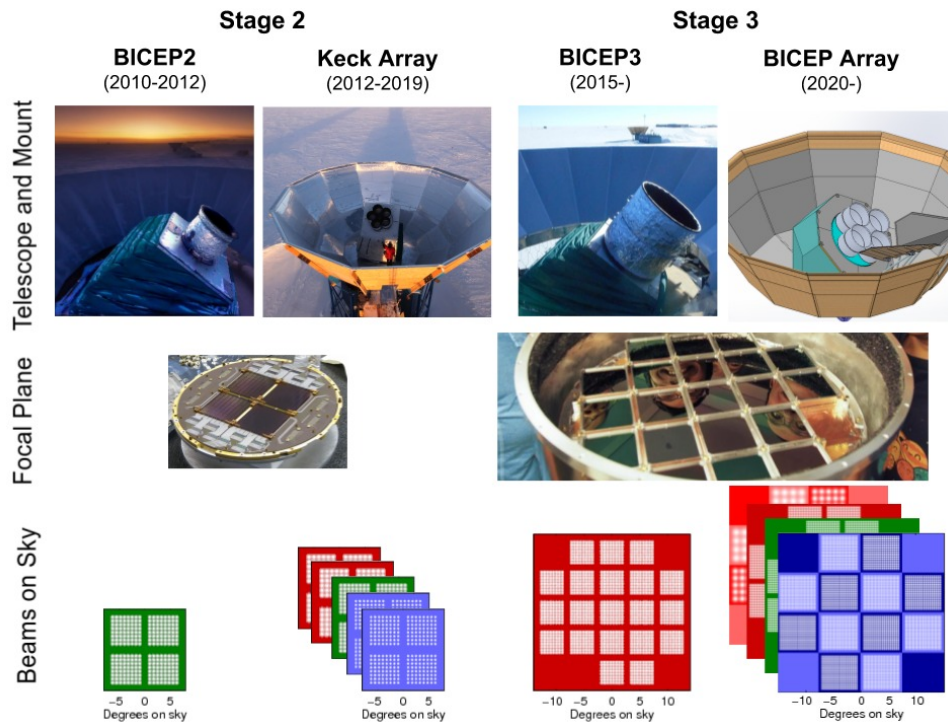 Stage 2
Stage 3
BICEP2
(2010-2012)
Keck Array
(2012-2019)
BICEP3
(2015-)
BICEP Array
(2020-)
Telescope and Mount
Focal Plane
Beams on Sky
−5 0 5
Degrees on sky
−5 0 5
Degrees on sky
−10 −5 0 5 10
Degrees on sky
−10 −5 0 5 10
Degrees on sky